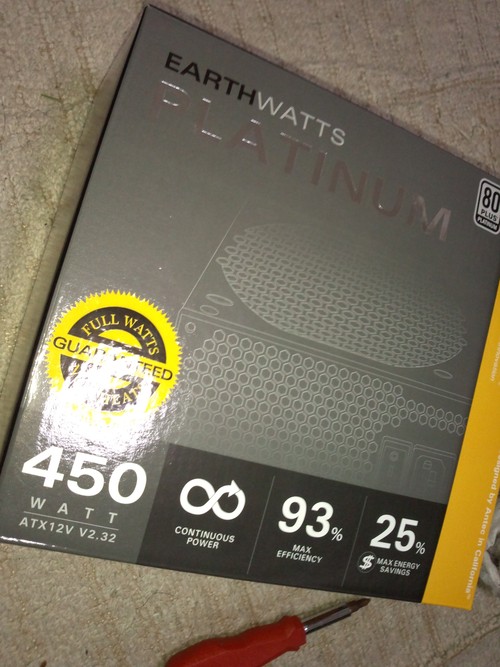 EARTHWATTS
PLATINUM
80
PLUS
PLATINUM
FULL WATTS
GUARANTEED
450
WATT
ATX12V V2.32
CONTINUOUS
POWER
93%
MAX
EFFICIENCY
25%
$ MAX ENERGY
SAVINGS
Designed by Antec in California™